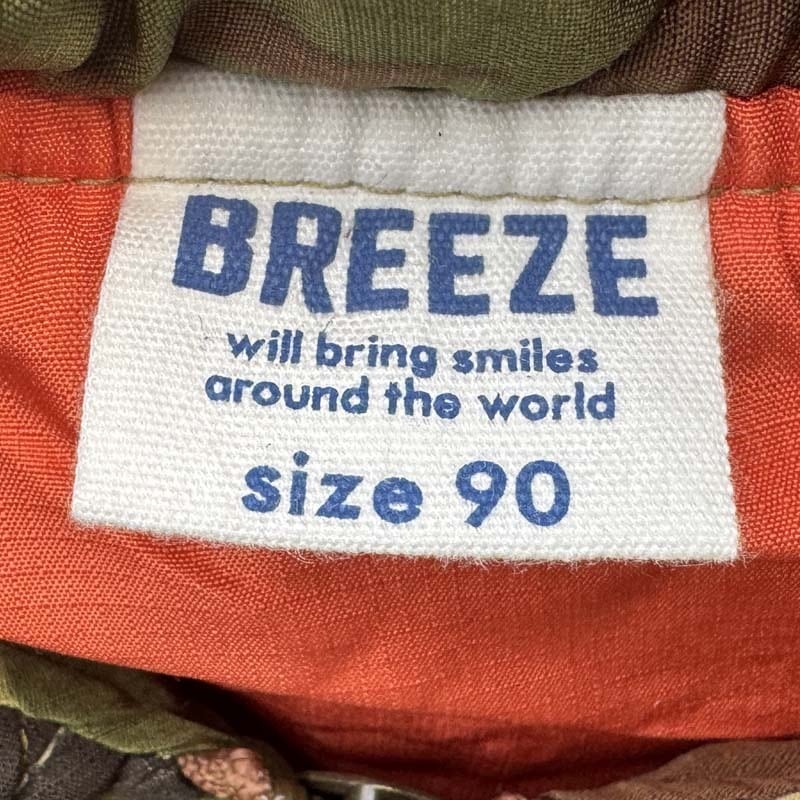 BREEZE
will bring smiles
around the world
size 90